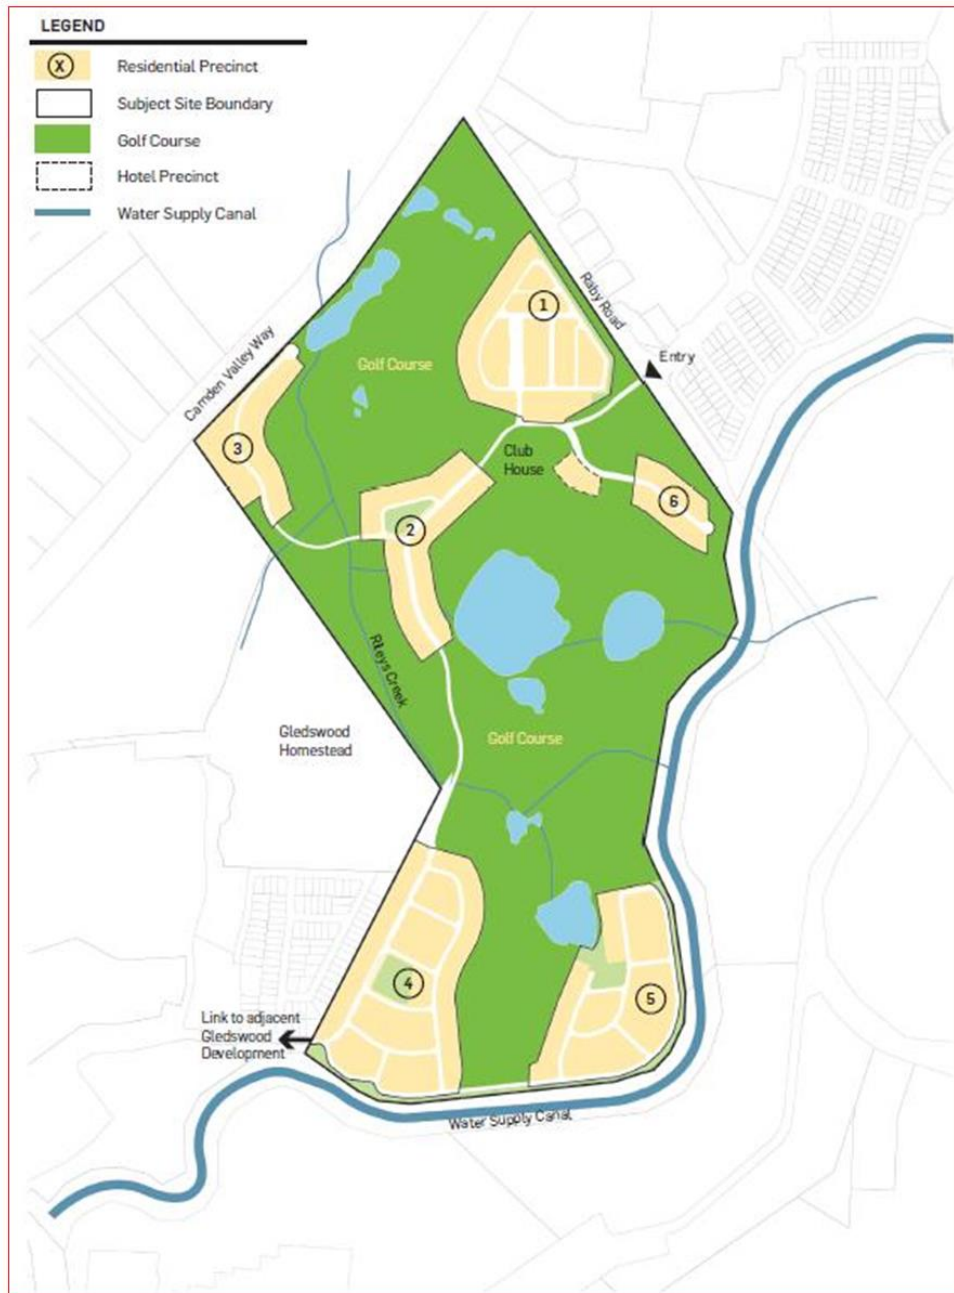 LEGEND
X
Residential Precinct
Subject Site Boundary
Golf Course
Hotel Precinct
Water Supply Canal
1
Raby Road
Entry
Camden Valley Way
Golf Course
3
Club
House
6
2
Rileys Creek
Gledswood
Homestead
Golf Course
4
5
Link to adjacent
Gledswood
Development
Water Supply Canal